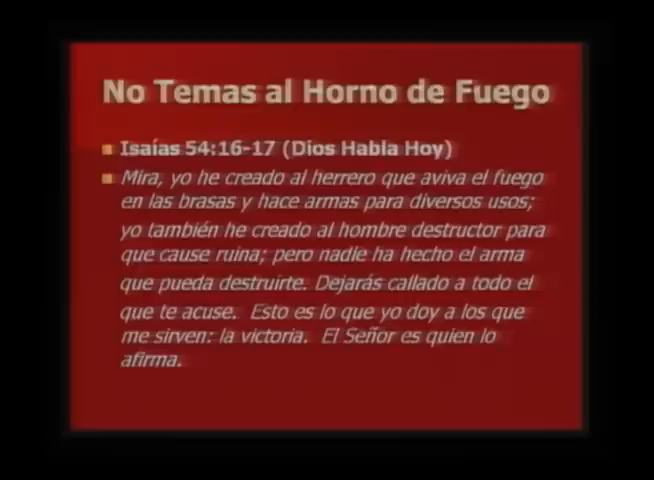 No Temas al Horno de Fuego
Isaías 54:16-17 (Dios Habla Hoy)
Mira, yo he creado al herrero que aviva el fuego
en las brasas y hace armas para diversos usos;
yo también he creado al hombre destructor para
que cause ruina; pero nadie ha hecho el arma
que pueda destruirte. Dejarás callado a todo el
que te acuse. Esto es lo que yo doy a los que
me sirven: la victoria. El Señor es quien lo
afirma.